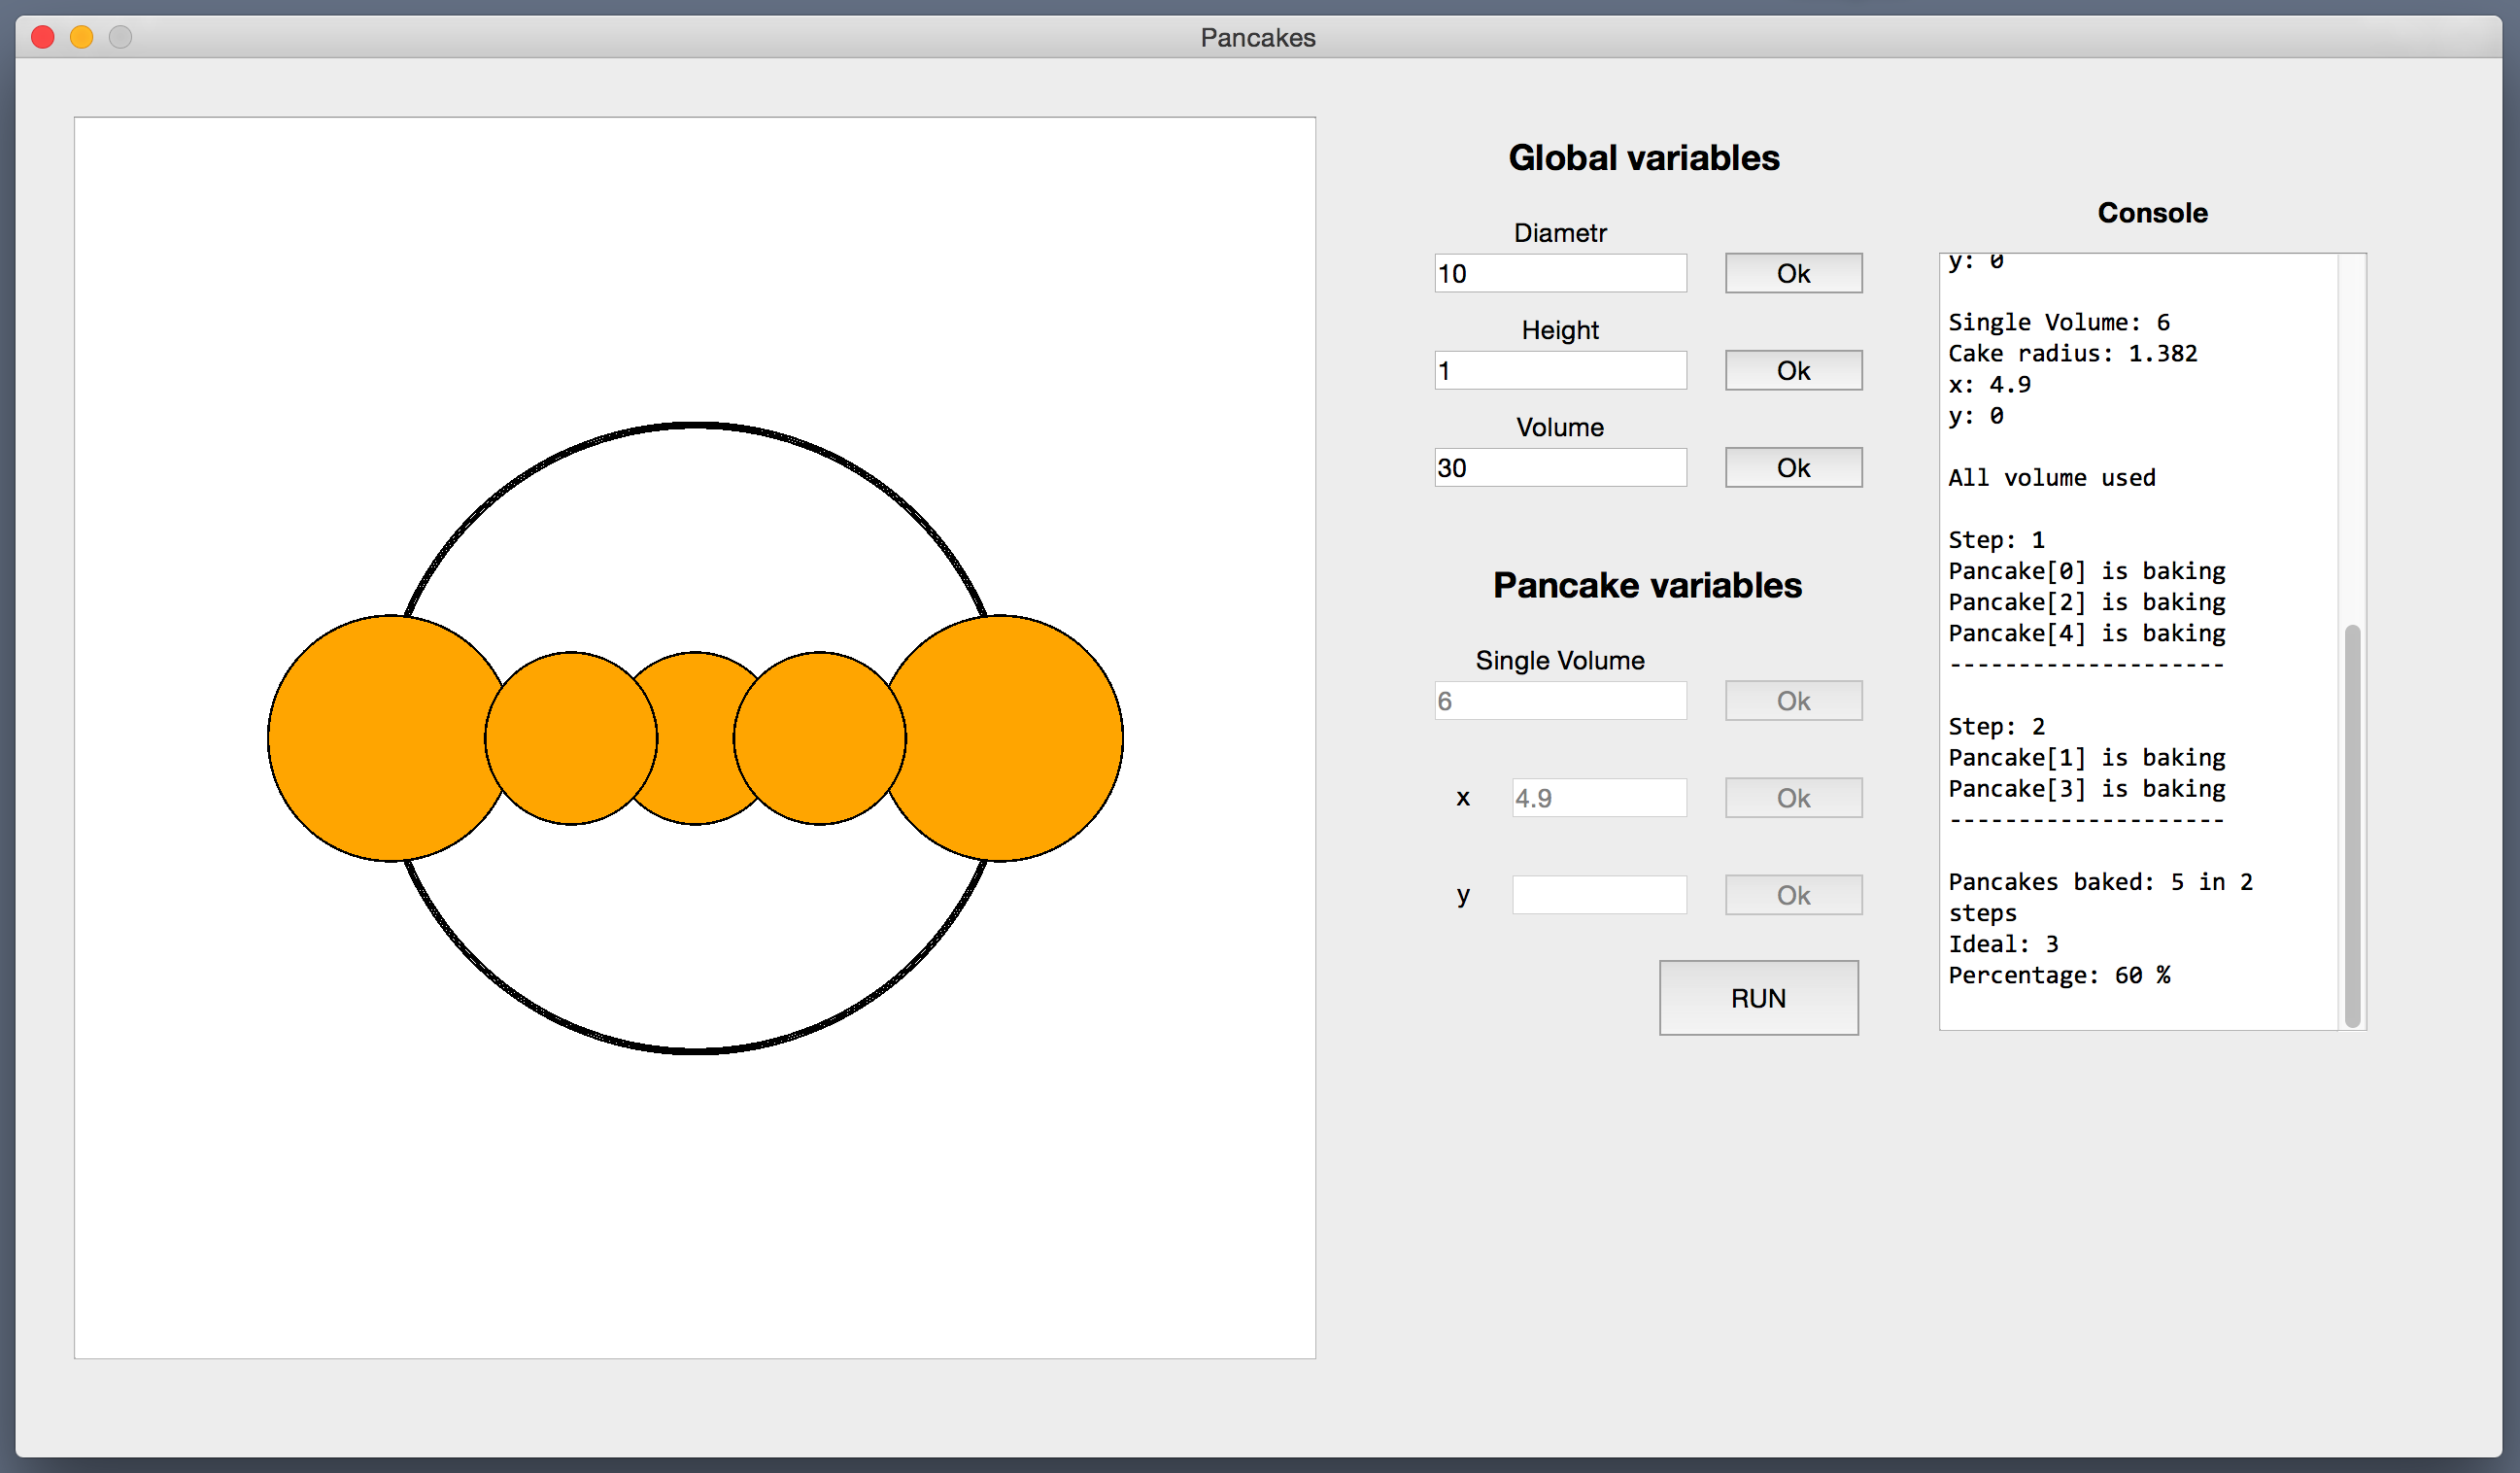 Pancakes
Global variables
Diametr
10
Ok
Height
1
Ok
Volume
30
Ok
Pancake variables
Single Volume
6
Ok
x
4.9
Ok
y
Ok
RUN
Console
y: 0
Single Volume: 6
Cake radius: 1.382
x: 4.9
y: 0
All volume used
Step: 1
Pancake[0] is baking
Pancake[2] is baking
Pancake[4] is baking
--------------------
Step: 2
Pancake[1] is baking
Pancake[3] is baking
--------------------
Pancakes baked: 5 in 2
steps
Ideal: 3
Percentage: 60 %